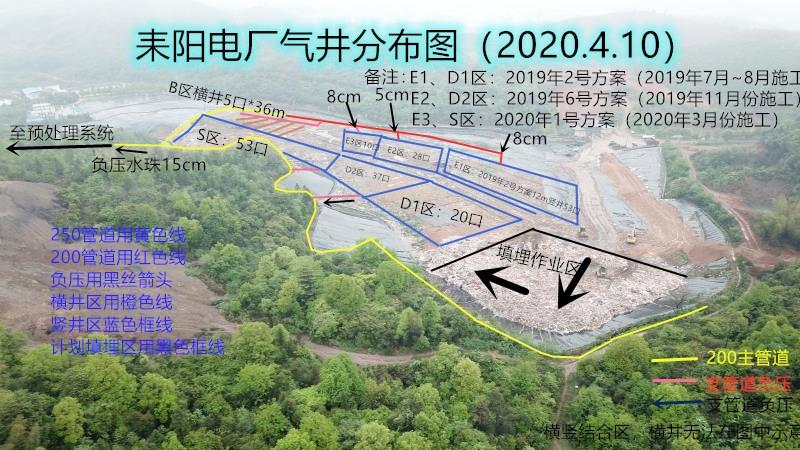 耒阳电厂气井分布图（2020.4.10）
备注：E1、D1区：2019年2号方案（2019年7月~8月施工
E2、D2区：2019年6号方案（2019年11月份施工）
E3、S区：2020年1号方案（2020年3月份施工）
B区横井5口*36m
8cm
5cm
8cm
至预处理系统
负压水珠15cm
S区：53口
E3区10口
E2区：28口
E1区：2019年2号方案12m竖井53口
D2区：37口
D1区：20口
填埋作业区
250管道用黄色线
200管道用红色线
负压用黑丝箭头
横井区用橙色线
竖井区蓝色框线
计划填埋区用黑色框线
200主管道
支管道负压
支管道负压
横竖结合区，横井无法在图中示意